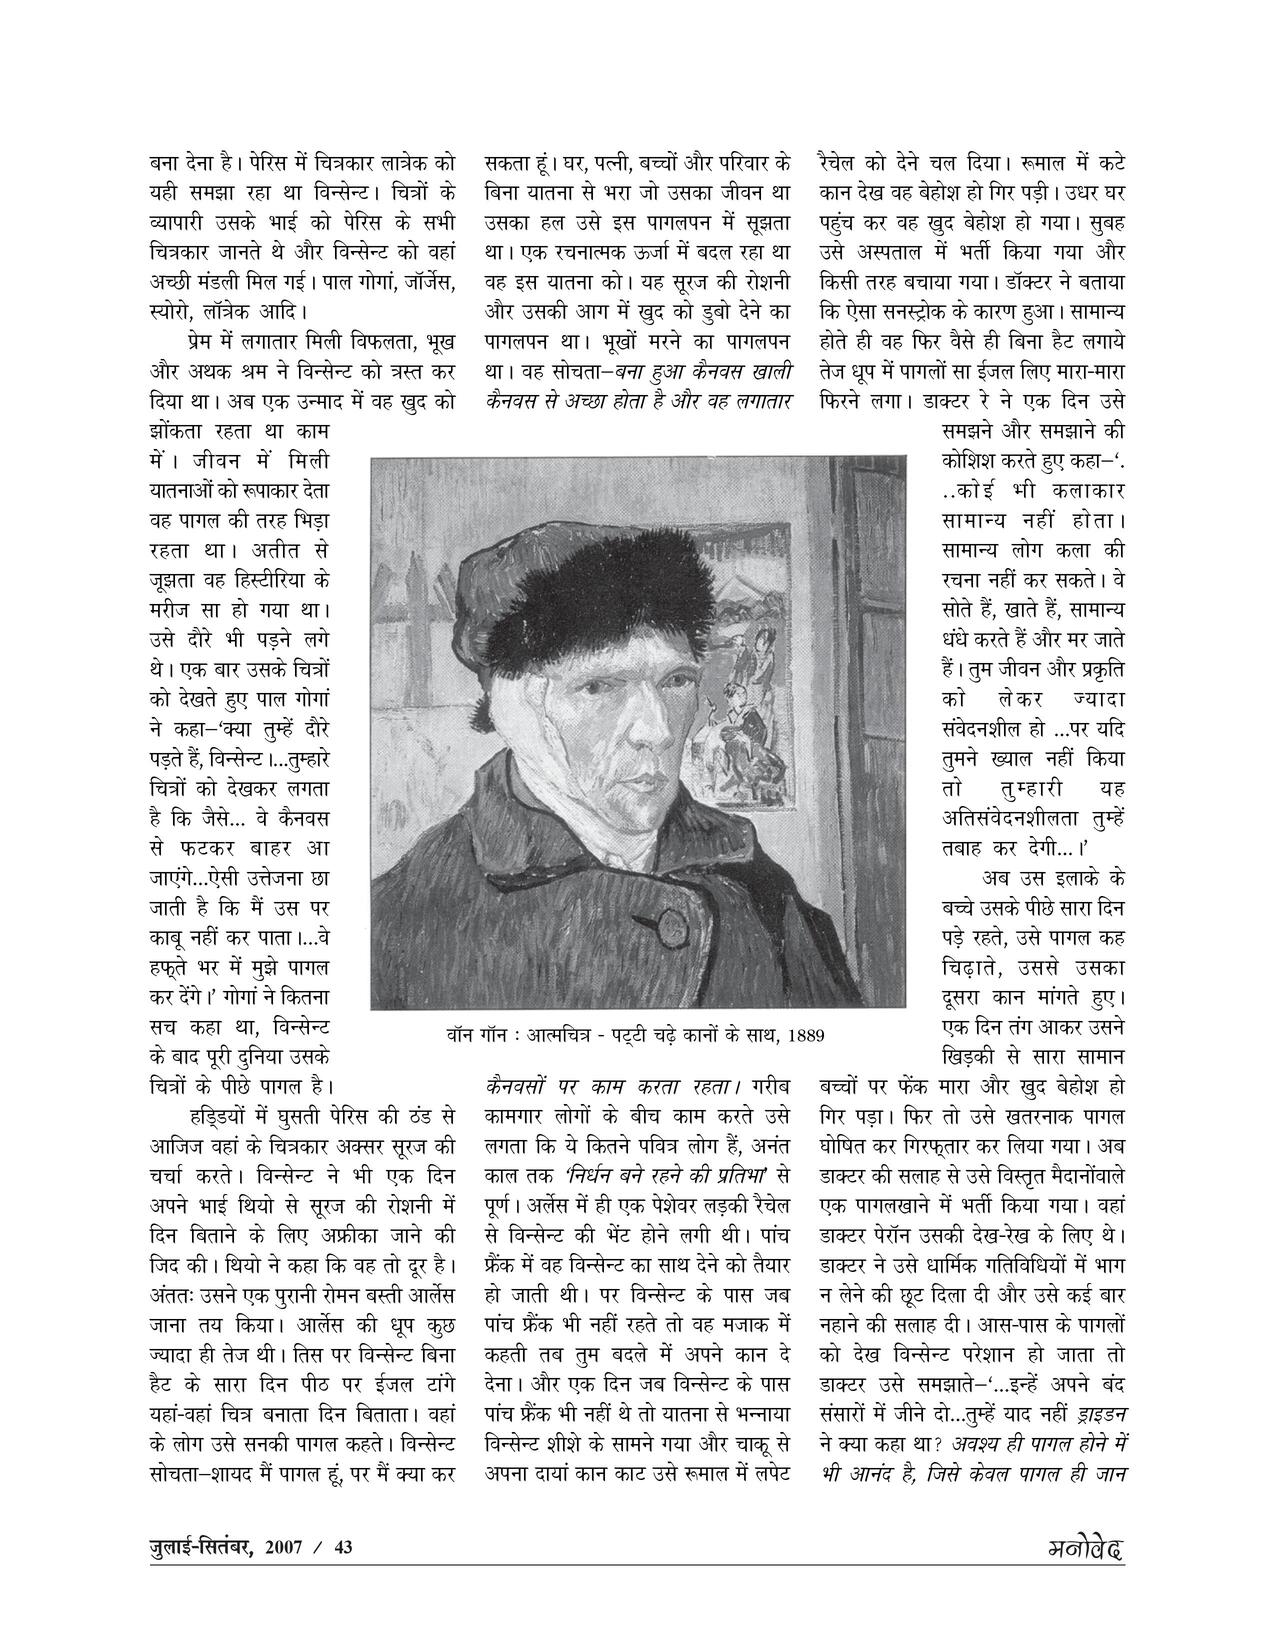 बना देना है। पेरिस में चित्रकार लात्रेक को
यही समझा रहा था विन्सेन्ट। चित्रों के
व्यापारी उसके भाई को पेरिस के सभी
चित्रकार जानते थे और विन्सेन्ट को वहां
अच्छी मंडली मिल गई। पाल गोगां, जॉर्जेस,
स्योरो, लॉत्रेक आदि।
प्रेम में लगातार मिली विफलता, भूख
और अथक श्रम ने विन्सेन्ट को त्रस्त कर
दिया था। अब एक उन्माद में वह खुद को
झोंकता रहता था काम
में। जीवन में मिली
यातनाओं को रूपाकार देता
वह पागल की तरह भिड़ा
रहता था। अतीत से
जूझता वह हिस्टीरिया के
मरीज सा हो गया था।
उसे दौरे भी पड़ने लगे
थे। एक बार उसके चित्रों
को देखते हुए पाल गोगां
ने कहा–‘क्या तुम्हें दौरे
पड़ते हैं, विन्सेन्ट।...तुम्हारे
चित्रों को देखकर लगता
है कि जैसे... वे कैनवस
से फटकर बाहर आ
जाएंगे...ऐसी उत्तेजना छा
जाती है कि मैं उस पर
काबू नहीं कर पाता।...वे
हफ्ते भर में मुझे पागल
कर देंगे।’ गोगां ने कितना
सच कहा था, विन्सेन्ट
के बाद पूरी दुनिया उसके
चित्रों के पीछे पागल है।
हड्डियों में घुसती पेरिस की ठंड से
आजिज वहां के चित्रकार अक्सर सूरज की
चर्चा करते। विन्सेन्ट ने भी एक दिन
अपने भाई थियो से सूरज की रोशनी में
दिन बिताने के लिए अफ्रीका जाने की
जिद की। थियो ने कहा कि वह तो दूर है।
अंततः उसने एक पुरानी रोमन बस्ती आर्लेस
जाना तय किया। आर्लेस की धूप कुछ
ज्यादा ही तेज थी। तिस पर विन्सेन्ट बिना
हैट के सारा दिन पीठ पर ईजल टांगे
यहां-वहां चित्र बनाता दिन बिताता। वहां
के लोग उसे सनकी पागल कहते। विन्सेन्ट
सोचता–शायद मैं पागल हूं, पर मैं क्या कर
सकता हूं। घर, पत्नी, बच्चों और परिवार के
बिना यातना से भरा जो उसका जीवन था
उसका हल उसे इस पागलपन में सूझता
था। एक रचनात्मक ऊर्जा में बदल रहा था
वह इस यातना को। यह सूरज की रोशनी
और उसकी आग में खुद को डुबो देने का
पागलपन था। भूखों मरने का पागलपन
था। वह सोचता–बना हुआ कैनवस खाली
कैनवस से अच्छा होता है और वह लगातार
वॉन गॉन : आत्मचित्र - पट्टी चढ़े कानों के साथ, 1889
कैनवसों पर काम करता रहता। गरीब
कामगार लोगों के बीच काम करते उसे
लगता कि ये कितने पवित्र लोग हैं, अनंत
काल तक ‘निर्धन बने रहने की प्रतिभा’ से
पूर्ण। अर्लेस में ही एक पेशेवर लड़की रैचेल
से विन्सेन्ट की भेंट होने लगी थी। पांच
फ्रैंक में वह विन्सेन्ट का साथ देने को तैयार
हो जाती थी। पर विन्सेन्ट के पास जब
पांच फ्रैंक भी नहीं रहते तो वह मजाक में
कहती तब तुम बदले में अपने कान दे
देना। और एक दिन जब विन्सेन्ट के पास
पांच फ्रैंक भी नहीं थे तो यातना से भन्नाया
विन्सेन्ट शीशे के सामने गया और चाकू से
अपना दायां कान काट उसे रूमाल में लपेट
रैचेल को देने चल दिया। रूमाल में कटे
कान देख वह बेहोश हो गिर पड़ी। उधर घर
पहुंच कर वह खुद बेहोश हो गया। सुबह
उसे अस्पताल में भर्ती किया गया और
किसी तरह बचाया गया। डॉक्टर ने बताया
कि ऐसा सनस्ट्रोक के कारण हुआ। सामान्य
होते ही वह फिर वैसे ही बिना हैट लगाये
तेज धूप में पागलों सा ईजल लिए मारा-मारा
फिरने लगा। डाक्टर रे ने एक दिन उसे
समझने और समझाने की
कोशिश करते हुए कहा–‘.
..कोई भी कलाकार
सामान्य नहीं होता।
सामान्य लोग कला की
रचना नहीं कर सकते। वे
सोते हैं, खाते हैं, सामान्य
धंधे करते हैं और मर जाते
हैं। तुम जीवन और प्रकृति
को लेकर ज्यादा
संवेदनशील हो ...पर यदि
तुमने ख्याल नहीं किया
तो तुम्हारी यह
अतिसंवेदनशीलता तुम्हें
तबाह कर देगी...।’
अब उस इलाके के
बच्चे उसके पीछे सारा दिन
पड़े रहते, उसे पागल कह
चिढ़ाते, उससे उसका
दूसरा कान मांगते हुए।
एक दिन तंग आकर उसने
खिड़की से सारा सामान
बच्चों पर फेंक मारा और खुद बेहोश हो
गिर पड़ा। फिर तो उसे खतरनाक पागल
घोषित कर गिरफ्तार कर लिया गया। अब
डाक्टर की सलाह से उसे विस्तृत मैदानोंवाले
एक पागलखाने में भर्ती किया गया। वहां
डाक्टर पेरॉन उसकी देख-रेख के लिए थे।
डाक्टर ने उसे धार्मिक गतिविधियों में भाग
न लेने की छूट दिला दी और उसे कई बार
नहाने की सलाह दी। आस-पास के पागलों
को देख विन्सेन्ट परेशान हो जाता तो
डाक्टर उसे समझाते–‘...इन्हें अपने बंद
संसारों में जीने दो...तुम्हें याद नहीं ड्राइडन
ने क्या कहा था? अवश्य ही पागल होने में
भी आनंद है, जिसे केवल पागल ही जान
जुलाई-सितंबर, 2007 / 43
मनोवेद